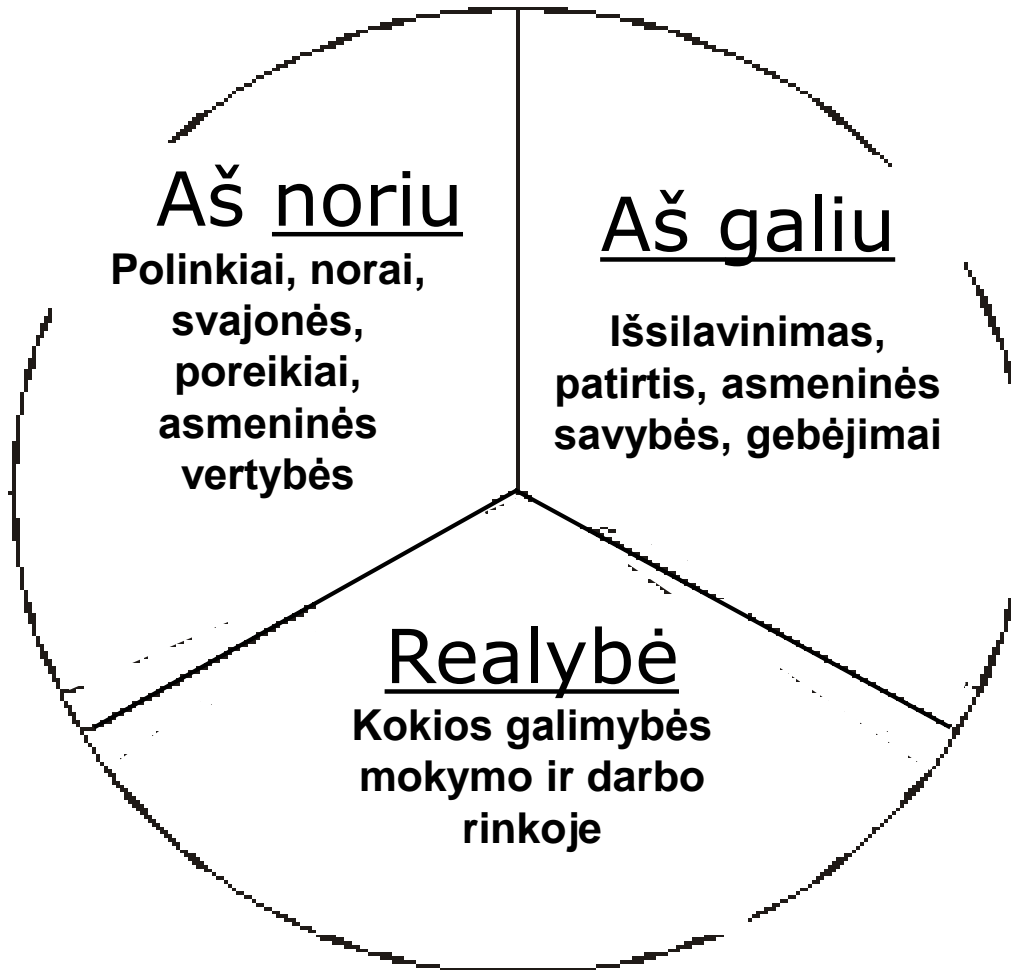 Aš noriu
Polinkiai, norai,
svajonės,
poreikiai,
asmeninės
vertybės
Aš galiu
Išsilavinimas,
patirtis, asmeninės
savybės, gebėjimai
Realybė
Kokios galimybės
mokymo ir darbo
rinkoje